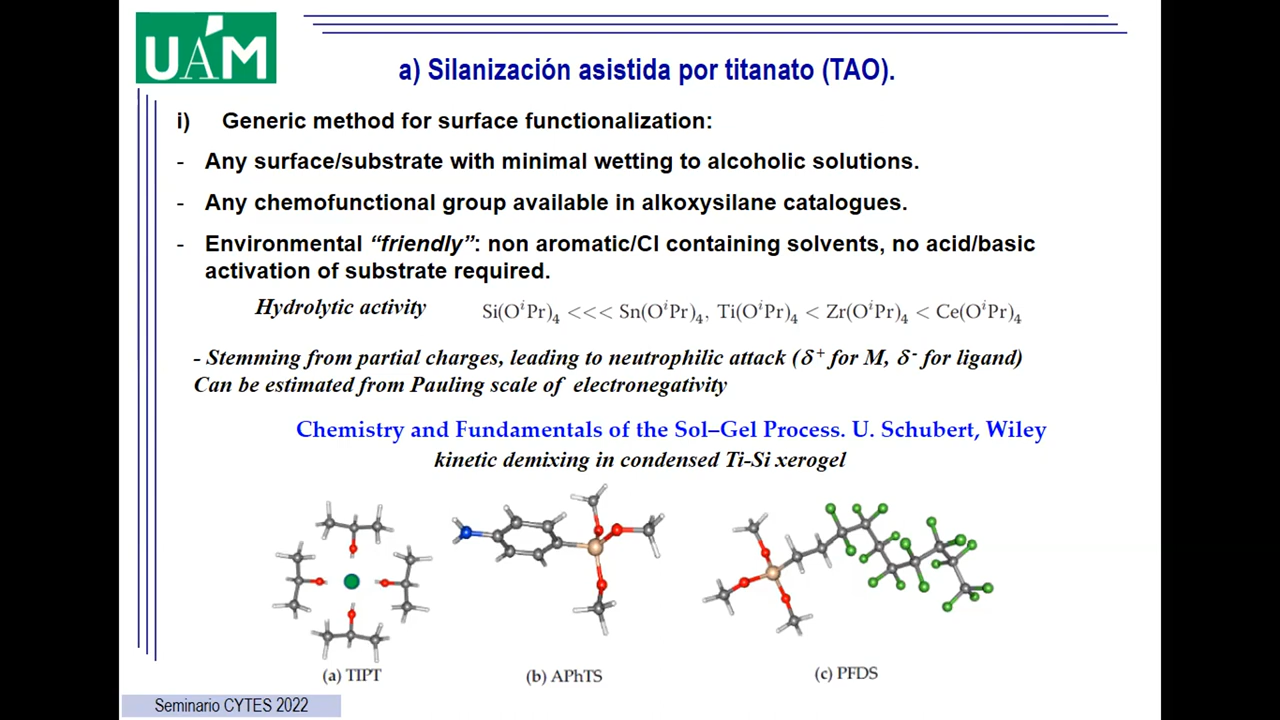 UÁM
a) Silanización asistida por titanato (TAO).
i) Generic method for surface functionalization:
- Any surface/substrate with minimal wetting to alcoholic solutions.
- Any chemofunctional group available in alkoxysilane catalogues.
- Environmental “friendly”: non aromatic/Cl containing solvents, no acid/basic
activation of substrate required.
Hydrolytic activity Si(OⁱPr)₄ <<< Sn(OⁱPr)₄, Ti(OⁱPr)₄ < Zr(OⁱPr)₄ < Ce(OⁱPr)₄
- Stemming from partial charges, leading to neutrophilic attack (δ⁺ for M, δ⁻ for ligand)
Can be estimated from Pauling scale of electronegativity
Chemistry and Fundamentals of the Sol–Gel Process. U. Schubert, Wiley
kinetic demixing in condensed Ti-Si xerogel
(a) TIPT (b) APhTS (c) PFDS
Seminario CYTES 2022